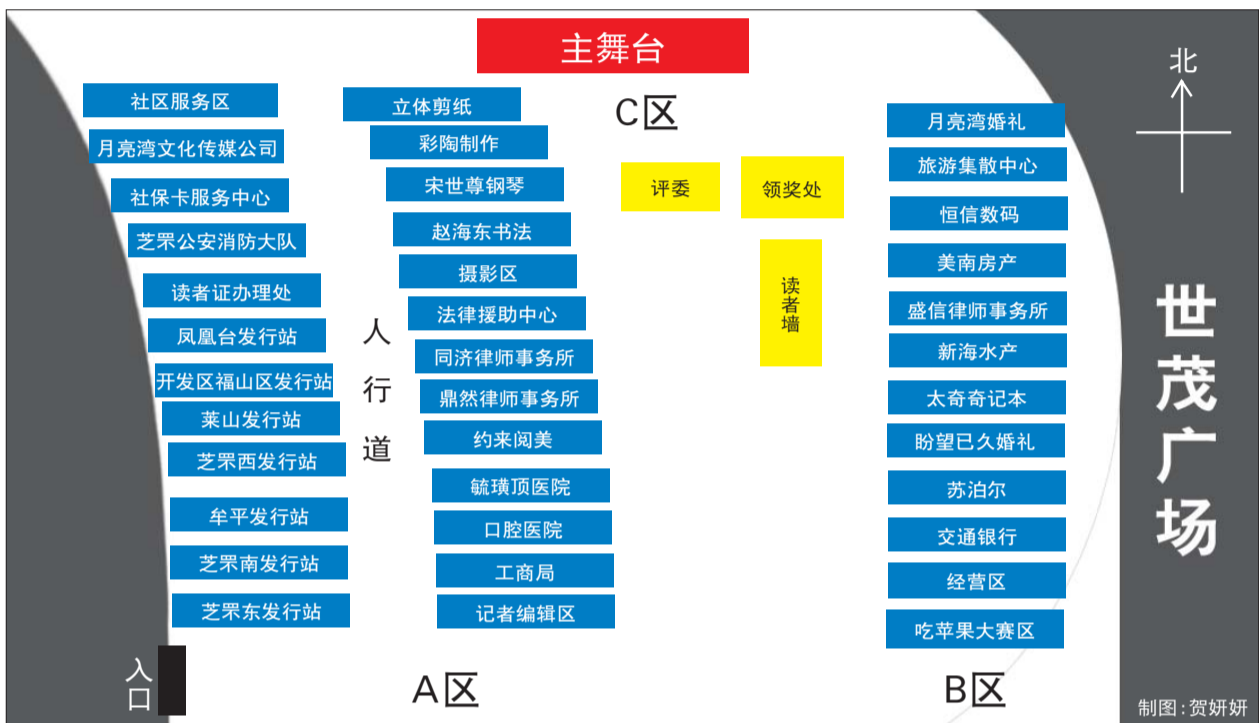 主舞台
C区
北
社区服务区
月亮湾文化传媒公司
社保卡服务中心
芝罘公安消防大队
读者证办理处
凤凰台发行站
开发区福山区发行站
莱山发行站
芝罘西发行站
牟平发行站
芝罘南发行站
芝罘东发行站
人行道
立体剪纸
彩陶制作
宋世尊钢琴
赵海东书法
摄影区
法律援助中心
同济律师事务所
鼎然律师事务所
约来阅美
毓璜顶医院
口腔医院
工商局
记者编辑区
评委
领奖处
读者墙
月亮湾婚礼
旅游集散中心
恒信数码
美南房产
盛信律师事务所
新海水产
太奇奇记本
盼望已久婚礼
苏泊尔
交通银行
经营区
吃苹果大赛区
世茂广场
入口
A区
B区
制图:贺妍妍